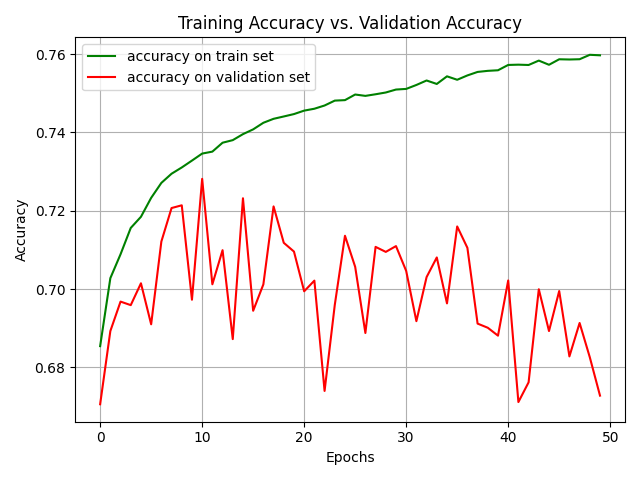 Training Accuracy vs. Validation Accuracy
accuracy on train set
accuracy on validation set
Accuracy
0.76
0.74
0.72
0.70
0.68
0 10 20 30 40 50
Epochs